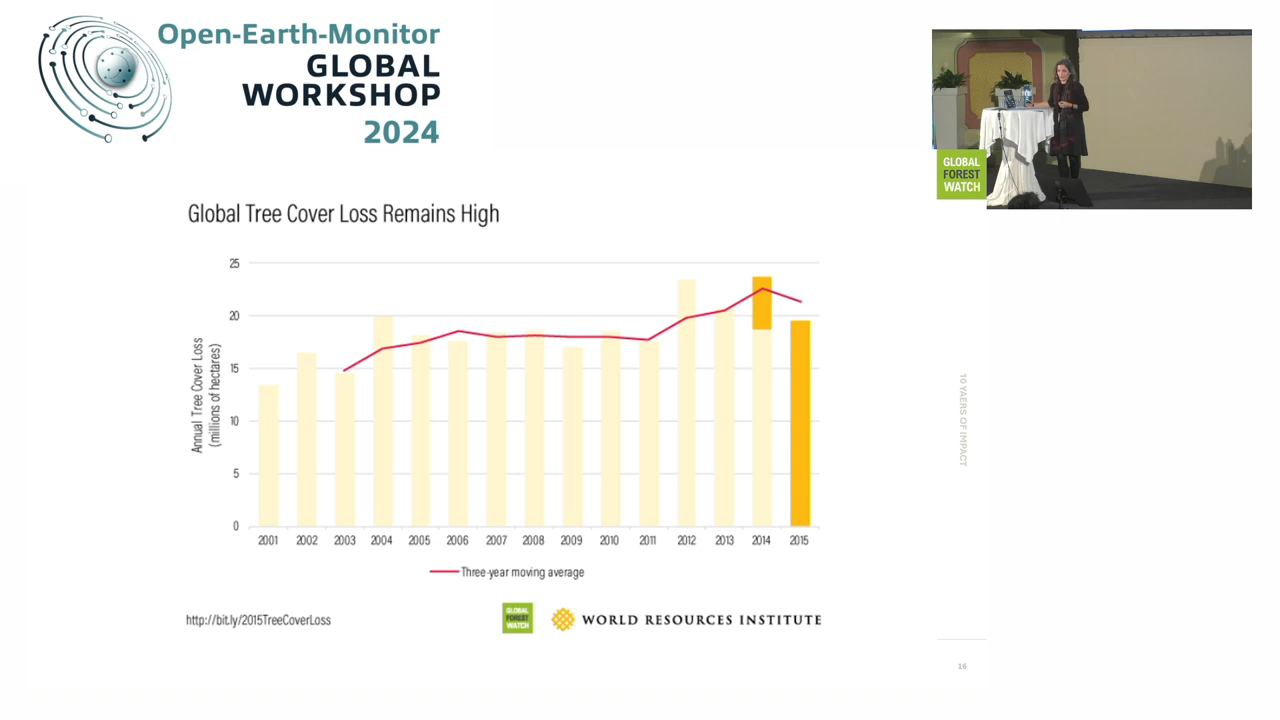 Open-Earth-Monitor
GLOBAL
WORKSHOP
2024
GLOBAL
FOREST
WATCH
Global Tree Cover Loss Remains High
Annual Tree Cover Loss
(millions of hectares)
25
20
15
10
5
0
2001 2002 2003 2004 2005 2006 2007 2008 2009 2010 2011 2012 2013 2014 2015
Three-year moving average
10 YAERS OF IMPACT
http://bit.ly/2015TreeCoverLoss
GLOBAL
FOREST
WATCH
WORLD RESOURCES INSTITUTE
16